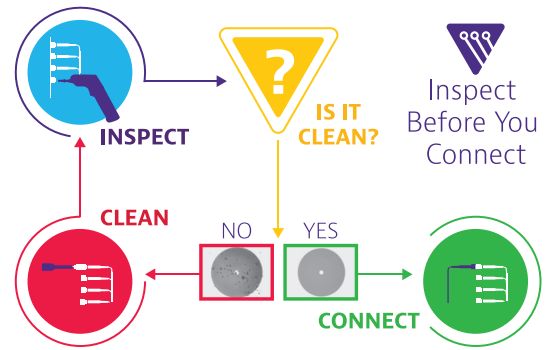 ?
INSPECT
IS IT
CLEAN?
Inspect
Before You
Connect
CLEAN
NO
YES
CONNECT